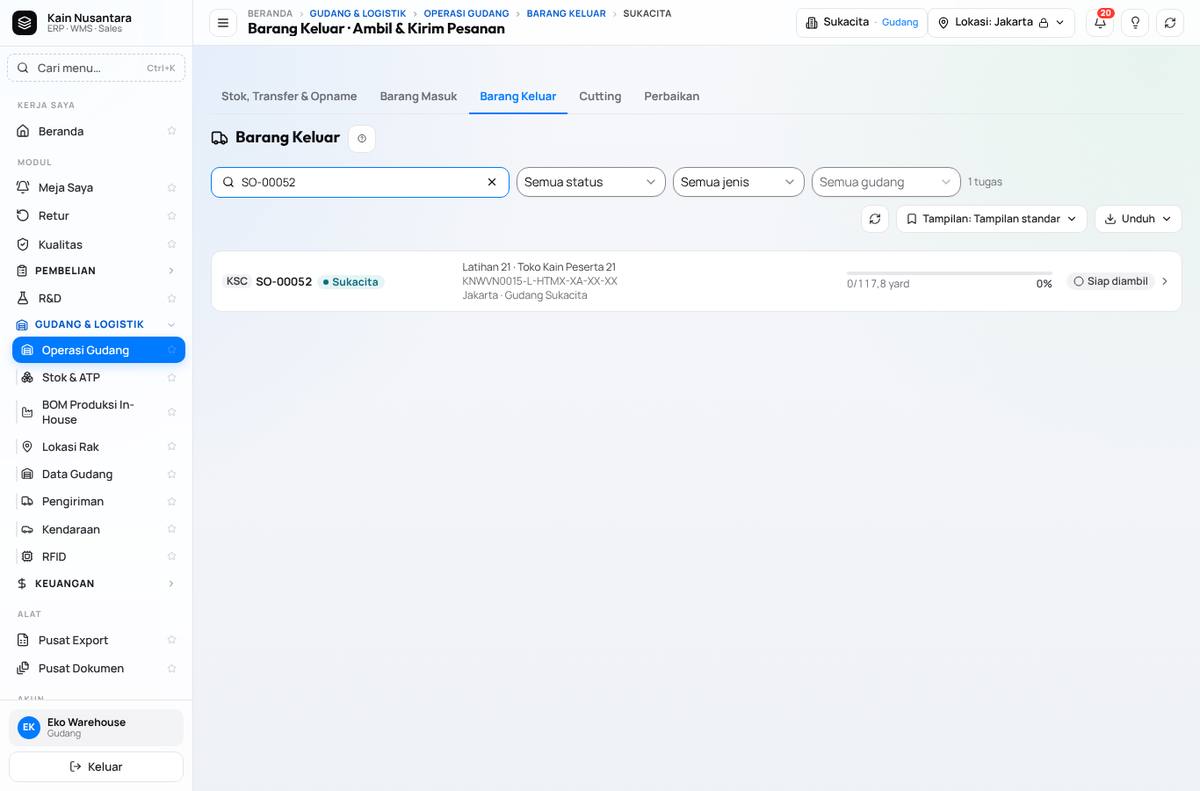 Kain Nusantara
ERP · WMS · Sales
Cari menu...
Ctrl+K
KERJA SAYA
Beranda
MODUL
Meja Saya
Retur
Kualitas
PEMBELIAN
R&D
GUDANG & LOGISTIK
Operasi Gudang
Stok & ATP
BOM Produksi In-
House
Lokasi Rak
Data Gudang
Pengiriman
Kendaraan
RFID
KEUANGAN
ALAT
Pusat Export
Pusat Dokumen
AKUN
EK
Eko Warehouse
Gudang
Keluar
BERANDA › GUDANG & LOGISTIK › OPERASI GUDANG › BARANG KELUAR › SUKACITA
Barang Keluar · Ambil & Kirim Pesanan
Sukacita · Gudang
Lokasi: Jakarta
20
Stok, Transfer & Opname
Barang Masuk
Barang Keluar
Cutting
Perbaikan
Barang Keluar
SO-00052
Semua status
Semua jenis
Semua gudang
1 tugas
Tampilan: Tampilan standar
Unduh
KSC SO-00052 Sukacita
Latihan 21 · Toko Kain Peserta 21
KNWVN0015-L-HTMX-XA-XX-XX
Jakarta · Gudang Sukacita
0/117,8 yard
0%
Siap diambil